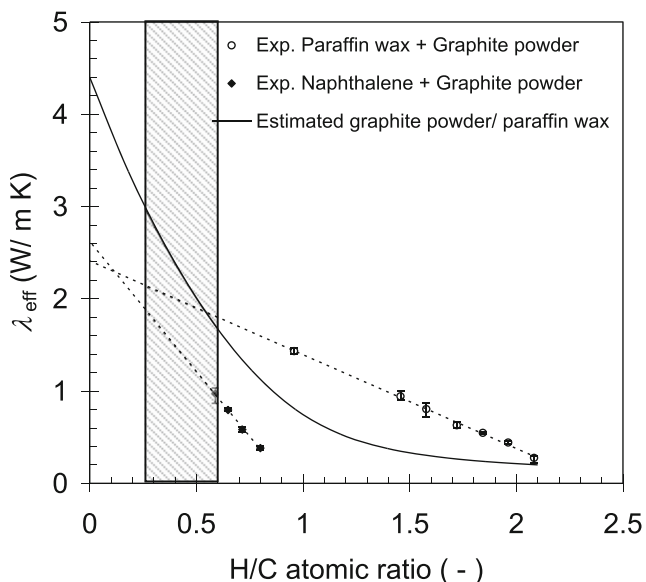 5
Exp. Paraffin wax + Graphite powder
Exp. Naphthalene + Graphite powder
4
Estimated graphite powder/ paraffin wax
3
λ eff (W/ m K)
2
1
0
0 0.5 1 1.5 2 2.5
H/C atomic ratio ( - )